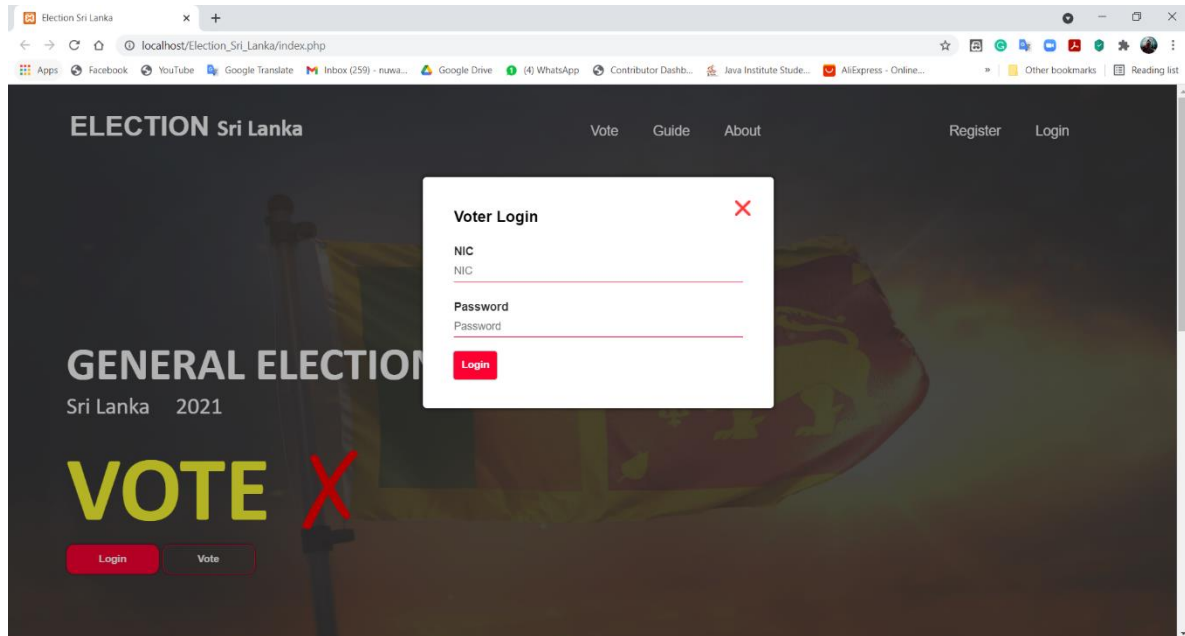 Election Sri Lanka
localhost/Election_Sri_Lanka/index.php
Apps Facebook YouTube Google Translate Inbox (259) - nuwa... Google Drive (4) WhatsApp Contributor Dashb... Java Institute Stude... AliExpress - Online... » Other bookmarks Reading list
ELECTION Sri Lanka Vote Guide About Register Login
Voter Login
NIC
NIC
Password
Password
Login
GENERAL ELECTION
Sri Lanka 2021
VOTE X
Login Vote